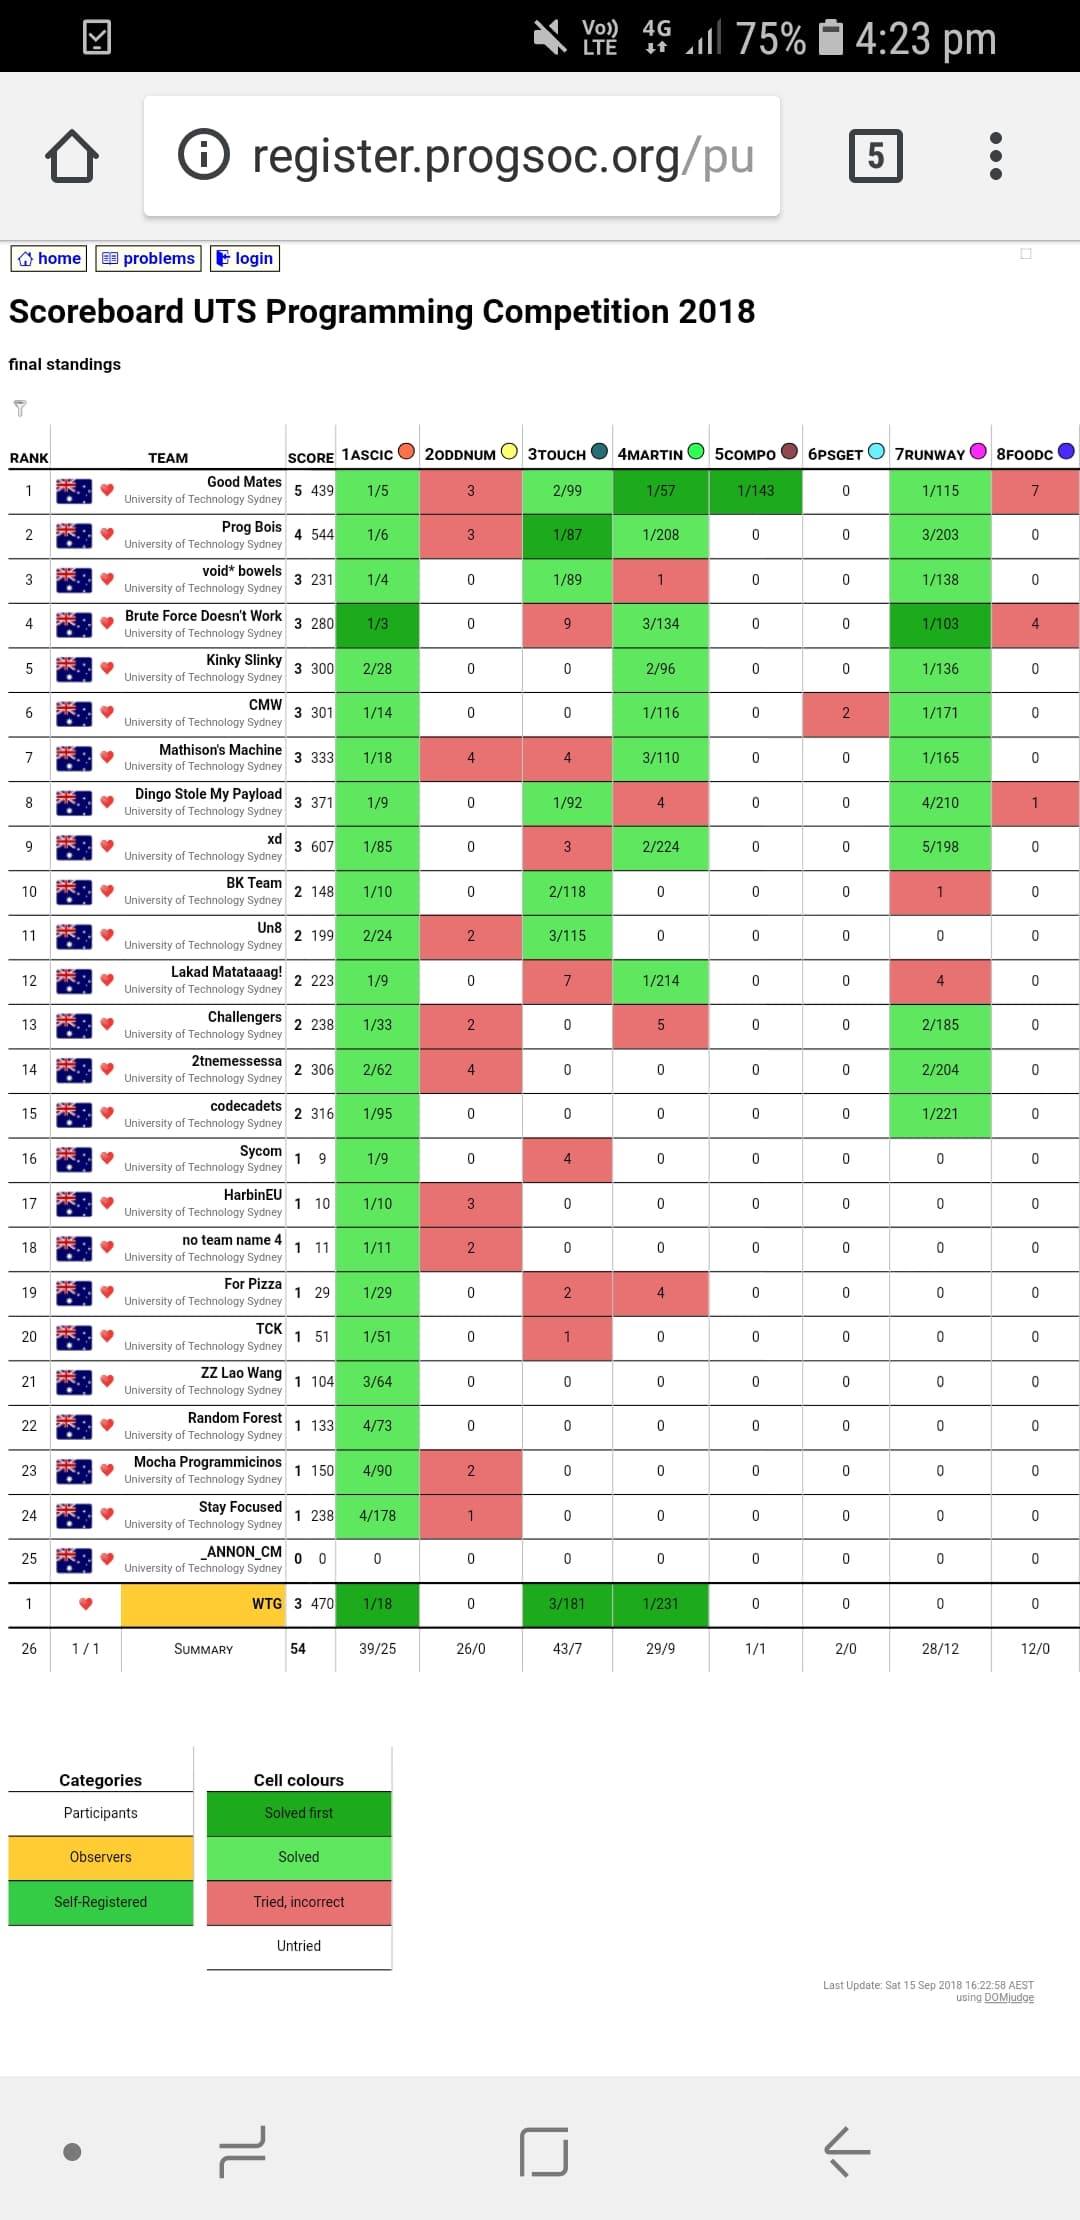 Vo)) LTE 4G 75% 4:23 pm
register.progsoc.org/pu 5
home problems login
Scoreboard UTS Programming Competition 2018
final standings
RANK TEAM SCORE 1ASCIC 2ODDNUM 3TOUCH 4MARTIN 5COMPO 6PSGET 7RUNWAY 8FOODC
1 Good Mates 5 439 1/5 3 2/99 1/57 1/143 0 1/115 7
University of Technology Sydney
2 Prog Bois 4 544 1/6 3 1/87 1/208 0 0 3/203 0
University of Technology Sydney
3 void* bowels 3 231 1/4 0 1/89 1 0 0 1/138 0
University of Technology Sydney
4 Brute Force Doesn't Work 3 280 1/3 0 9 3/134 0 0 1/103 4
University of Technology Sydney
5 Kinky Slinky 3 300 2/28 0 0 2/96 0 0 1/136 0
University of Technology Sydney
6 CMW 3 301 1/14 0 0 1/116 0 2 1/171 0
University of Technology Sydney
7 Mathison's Machine 3 333 1/18 4 4 3/110 0 0 1/165 0
University of Technology Sydney
8 Dingo Stole My Payload 3 371 1/9 0 1/92 4 0 0 4/210 1
University of Technology Sydney
9 xd 3 607 1/85 0 3 2/224 0 0 5/198 0
University of Technology Sydney
10 BK Team 2 148 1/10 0 2/118 0 0 0 1 0
University of Technology Sydney
11 Un8 2 199 2/24 2 3/115 0 0 0 0 0
University of Technology Sydney
12 Lakad Matataaag! 2 223 1/9 0 7 1/214 0 0 4 0
University of Technology Sydney
13 Challengers 2 238 1/33 2 0 5 0 0 2/185 0
University of Technology Sydney
14 2tnemessessa 2 306 2/62 4 0 0 0 0 2/204 0
University of Technology Sydney
15 codecadets 2 316 1/95 0 0 0 0 0 1/221 0
University of Technology Sydney
16 Sycom 1 9 1/9 0 4 0 0 0 0 0
University of Technology Sydney
17 HarbinEU 1 10 1/10 3 0 0 0 0 0 0
University of Technology Sydney
18 no team name 4 1 11 1/11 2 0 0 0 0 0 0
University of Technology Sydney
19 For Pizza 1 29 1/29 0 2 4 0 0 0 0
University of Technology Sydney
20 TCK 1 51 1/51 0 1 0 0 0 0 0
University of Technology Sydney
21 ZZ Lao Wang 1 104 3/64 0 0 0 0 0 0 0
University of Technology Sydney
22 Random Forest 1 133 4/73 0 0 0 0 0 0 0
University of Technology Sydney
23 Mocha Programmicinos 1 150 4/90 2 0 0 0 0 0 0
University of Technology Sydney
24 Stay Focused 1 238 4/178 1 0 0 0 0 0 0
University of Technology Sydney
25 _ANNON_CM 0 0 0 0 0 0 0 0 0 0
University of Technology Sydney
1 WTG 3 470 1/18 0 3/181 1/231 0 0 0 0
26 1 / 1 SUMMARY 54 39/25 26/0 43/7 29/9 1/1 2/0 28/12 12/0
Categories
Participants
Observers
Self-Registered
Cell colours
Solved first
Solved
Tried, incorrect
Untried
Last Update: Sat 15 Sep 2018 16:22:58 AEST
using DOMjudge